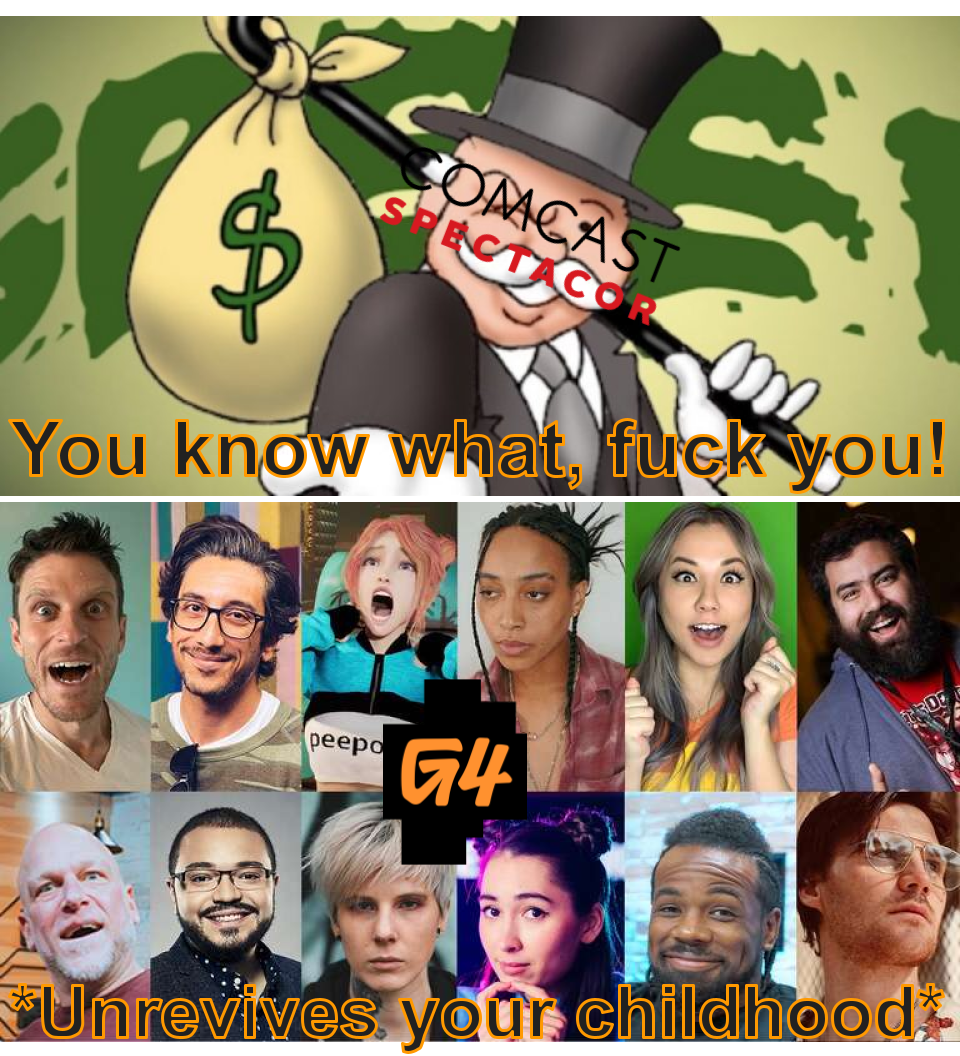 $
COMCAST
SPECTACOR
You know what, fuck you!
peepo
G4
*Unrevives your childhood*